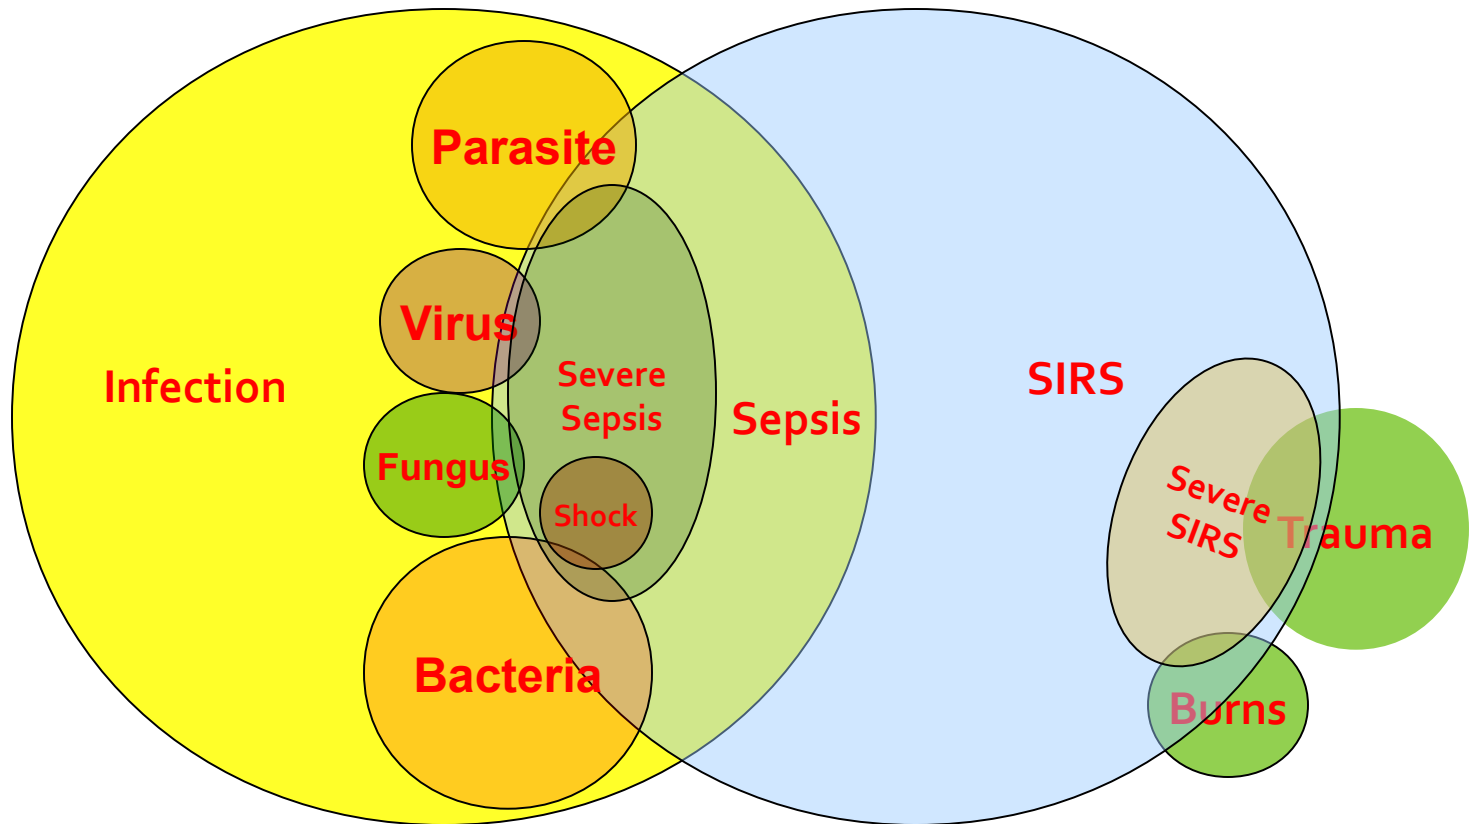 Parasite
Virus
Infection
Fungus
Severe
Sepsis
Sepsis
Shock
Bacteria
SIRS
Severe
SIRS
Trauma
Burns